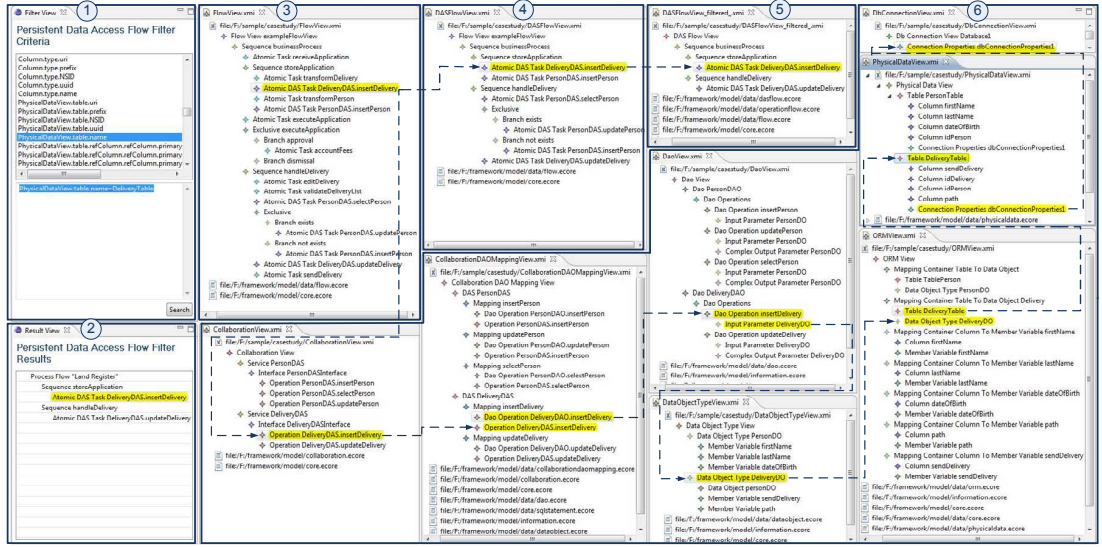 1
Filter View
Persistent Data Access Flow Filter
Criteria
Column.type.uri
Column.type.prefix
Column.type.NSID
Column.type.uuid
Column.type.name
PhysicalDataView.table.uri
PhysicalDataView.table.prefix
PhysicalDataView.table.NSID
PhysicalDataView.table.uuid
PhysicalDataView.table.name
PhysicalDataView.table.refColumn.refColumn.primary
PhysicalDataView.table.refColumn.refColumn.primary
PhysicalDataView.table.name=DeliveryTable
Search
2
Result View
Persistent Data Access Flow Filter
Results
Process Flow "Land Register"
Sequence storeApplication
Atomic DAS Task DeliveryDAS.insertDelivery
Sequence handleDelivery
Atomic DAS Task DeliveryDAS.updateDelivery
3
FlowView.xmi
file:/F:/sample/casestudy/FlowView.xmi
Flow View exampleFlowView
Sequence businessProcess
Atomic Task receiveApplication
Sequence storeApplication
Atomic Task transformDelivery
Atomic DAS Task DeliveryDAS.insertDelivery
Atomic Task transformPerson
Atomic DAS Task PersonDAS.insertPerson
Atomic Task executeApplication
Exclusive executeApplication
Branch approval
Atomic Task accountFees
Branch dismissal
Sequence handleDelivery
Atomic Task editDelivery
Atomic Task validateDeliveryList
Atomic DAS Task PersonDAS.selectPerson
Exclusive
Branch exists
Atomic DAS Task PersonDAS.updatePerson
Branch not exists
Atomic DAS Task PersonDAS.insertPerson
Atomic DAS Task DeliveryDAS.updateDelivery
Atomic Task sendDelivery
file:/F:/framework/model/data/flow.ecore
file:/F:/framework/model/core.ecore
CollaborationView.xmi
file:/F:/sample/casestudy/CollaborationView.xmi
Collaboration View
Service PersonDAS
Interface PersonDASInterface
Operation PersonDAS.insertPerson
Operation PersonDAS.selectPerson
Operation PersonDAS.updatePerson
Service DeliveryDAS
Interface DeliveryDASInterface
Operation DeliveryDAS.insertDelivery
Operation DeliveryDAS.updateDelivery
file:/F:/framework/model/collaboration.ecore
file:/F:/framework/model/core.ecore
4
DASFlowView.xmi
file:/F:/sample/casestudy/DASFlowView.xmi
Flow View exampleFlowView
Sequence businessProcess
Sequence storeApplication
Atomic DAS Task DeliveryDAS.insertDelivery
Atomic DAS Task PersonDAS.insertPerson
Sequence handleDelivery
Atomic DAS Task PersonDAS.selectPerson
Exclusive
Branch exists
Atomic DAS Task PersonDAS.updatePerson
Branch not exists
Atomic DAS Task PersonDAS.insertPerson
Atomic DAS Task DeliveryDAS.updateDelivery
file:/F:/framework/model/data/flow.ecore
file:/F:/framework/model/core.ecore
CollaborationDAOMappingView.xmi
file:/F:/sample/casestudy/CollaborationDAOMappingView.xmi
Collaboration DAO Mapping View
DAS PersonDAS
Mapping insertPerson
Dao Operation PersonDAO.insertPerson
Operation PersonDAS.insertPerson
Mapping updatePerson
Dao Operation PersonDAO.updatePerson
Operation PersonDAS.insertPerson
Mapping selectPerson
Dao Operation PersonDAO.selectPerson
Operation PersonDAS.selectPerson
DAS DeliveryDAS
Mapping insertDelivery
Dao Operation DeliveryDAO.insertDelivery
Operation DeliveryDAS.insertDelivery
Mapping updateDelivery
Dao Operation DeliveryDAO.updateDelivery
Operation DeliveryDAS.updateDelivery
file:/F:/framework/model/data/collaborationdaomapping.ecore
file:/F:/framework/model/collaboration.ecore
file:/F:/framework/model/core.ecore
file:/F:/framework/model/data/dao.ecore
file:/F:/framework/model/data/sqlstatement.ecore
file:/F:/framework/model/information.ecore
file:/F:/framework/model/data/dataobject.ecore
5
DASFlowView_filtered_.xmi
file:/F:/sample/casestudy/DASFlowView_filtered_.xmi
DAS Flow View
Sequence businessProcess
Sequence storeApplication
Atomic DAS Task DeliveryDAS.insertDelivery
Sequence handleDelivery
Atomic DAS Task DeliveryDAS.updateDelivery
file:/F:/framework/model/data/dasflow.ecore
file:/F:/framework/model/data/operationflow.ecore
file:/F:/framework/model/data/flow.ecore
file:/F:/framework/model/core.ecore
DaoView.xmi
file:/F:/sample/casestudy/DaoView.xmi
Dao View
Dao PersonDAO
Dao Operations
Dao Operation insertPerson
Input Parameter PersonDO
Dao Operation updatePerson
Input Parameter PersonDO
Complex Output Parameter PersonDO
Dao Operation selectPerson
Input Parameter PersonDO
Dao DeliveryDAO
Dao Operations
Dao Operation insertDelivery
Input Parameter DeliveryDO
Dao Operation updateDelivery
Input Parameter DeliveryDO
Complex Output Parameter DeliveryDO
file:/F:/framework/model/data/dao.ecore
file:/F:/framework/model/information.ecore
DataObjectTypeView.xmi
file:/F:/sample/casestudy/DataObjectTypeView.xmi
Data Object Type View
Data Object Type PersonDO
Member Variable firstName
Member Variable lastName
Member Variable dateOfBirth
Data Object Type DeliveryDO
Data Object personDO
Member Variable sendDelivery
Member Variable path
file:/F:/framework/model/data/dataobject.ecore
file:/F:/framework/model/information.ecore
file:/F:/framework/model/core.ecore
6
DbConnectionView.xmi
file:/F:/sample/casestudy/DbConnectionView.xmi
Db Connection View Database1
Connection Properties dbConnectionProperties1
PhysicalDataView.xmi
file:/F:/sample/casestudy/PhysicalDataView.xmi
Physical Data View
Table PersonTable
Column firstName
Column lastName
Column dateOfBirth
Column idPerson
Connection Properties dbConnectionProperties1
Table DeliveryTable
Column sendDelivery
Column idDelivery
Column idPerson
Column path
Connection Properties dbConnectionProperties1
file:/F:/framework/model/data/physicaldata.ecore
ORMView.xmi
file:/F:/sample/casestudy/ORMView.xmi
ORM View
Mapping Container Table To Data Object
Table TablePerson
Data Object Type PersonDO
Mapping Container Table To Data Object Delivery
Table DeliveryTable
Data Object Type DeliveryDO
Mapping Container Column To Member Variable firstName
Column firstName
Member Variable firstName
Mapping Container Column To Member Variable lastName
Column lastName
Member Variable lastName
Mapping Container Column To Member Variable dateOfBirth
Column dateOfBirth
Member Variable dateOfBirth
Mapping Container Column To Member Variable path
Column path
Member Variable path
Mapping Container Column To Member Variable sendDelivery
Column sendDelivery
Member Variable sendDelivery
file:/F:/framework/model/data/orm.ecore
file:/F:/framework/model/information.ecore
file:/F:/framework/model/core.ecore
file:/F:/framework/model/data/core.ecore
file:/F:/framework/model/data/physicaldata.ecore